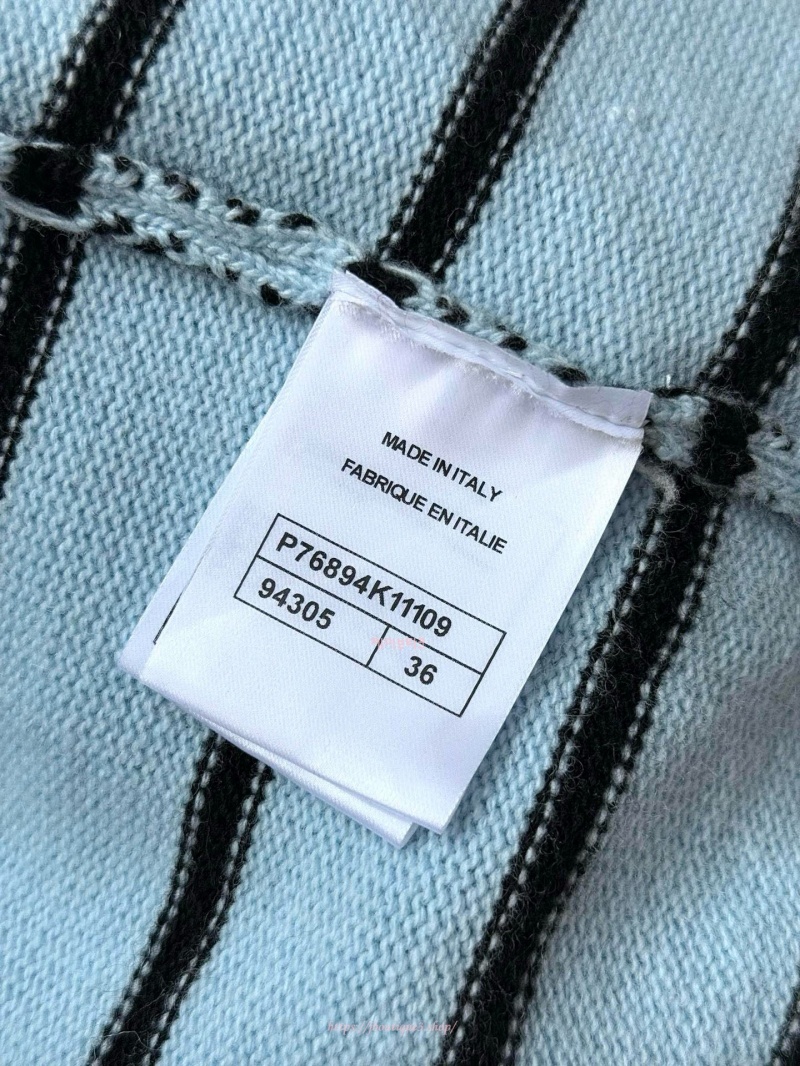 MADE IN ITALY
FABRIQUE EN ITALIE
P76894K11109
94305
36